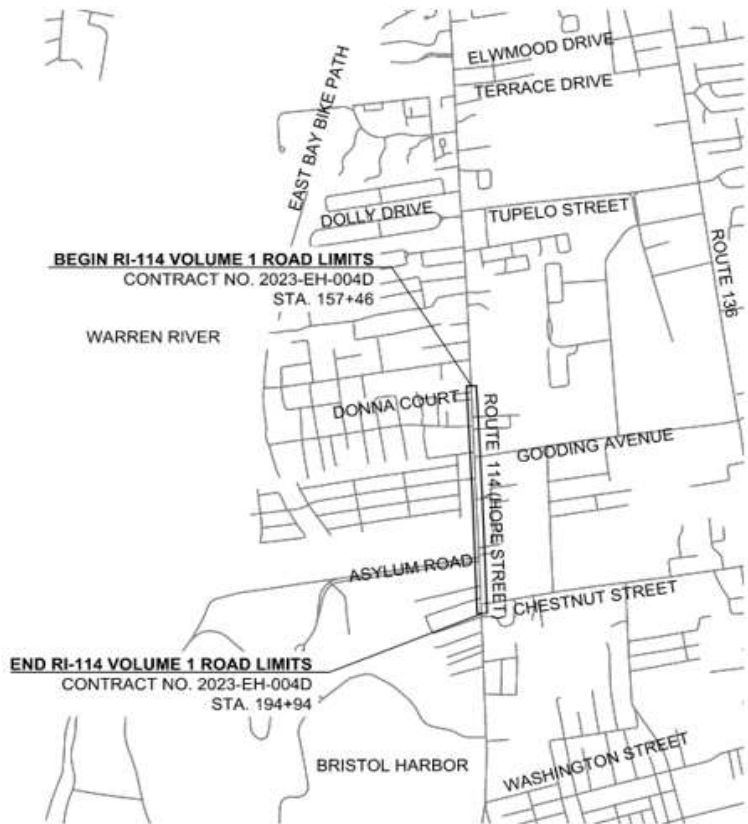 ELWMOOD DRIVE
TERRACE DRIVE
EAST BAY BIKE PATH
DOLLY DRIVE
TUPELO STREET
BEGIN RI-114 VOLUME 1 ROAD LIMITS
CONTRACT NO. 2023-EH-004D
STA. 157+46
ROUTE 136
WARREN RIVER
DONNA COURT
ROUTE 114 (HOPE STREET)
GOODING AVENUE
ASYLUM ROAD
CHESTNUT STREET
END RI-114 VOLUME 1 ROAD LIMITS
CONTRACT NO. 2023-EH-004D
STA. 194+94
BRISTOL HARBOR
WASHINGTON STREET